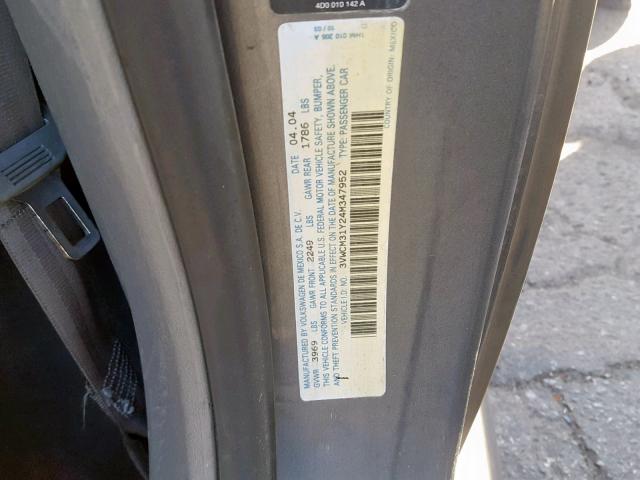 4D0 010 142 A
MANUFACTURED BY VOLKSWAGEN DE MEXICO S.A. DE C.V. DATE 04.04
GVWR 3969 LBS GAWR FRONT 2249 LBS GAWR REAR 1786 LBS
THIS VEHICLE CONFORMS TO ALL APPLICABLE U.S. FEDERAL MOTOR VEHICLE SAFETY, BUMPER,
AND THEFT PREVENTION STANDARDS IN EFFECT ON THE DATE OF MANUFACTURE SHOWN ABOVE.
VEHICLE I.D. NO.: 3VWCM31Y24M347952 TYPE: PASSENGER CAR
COUNTRY OF ORIGIN: MEXICO